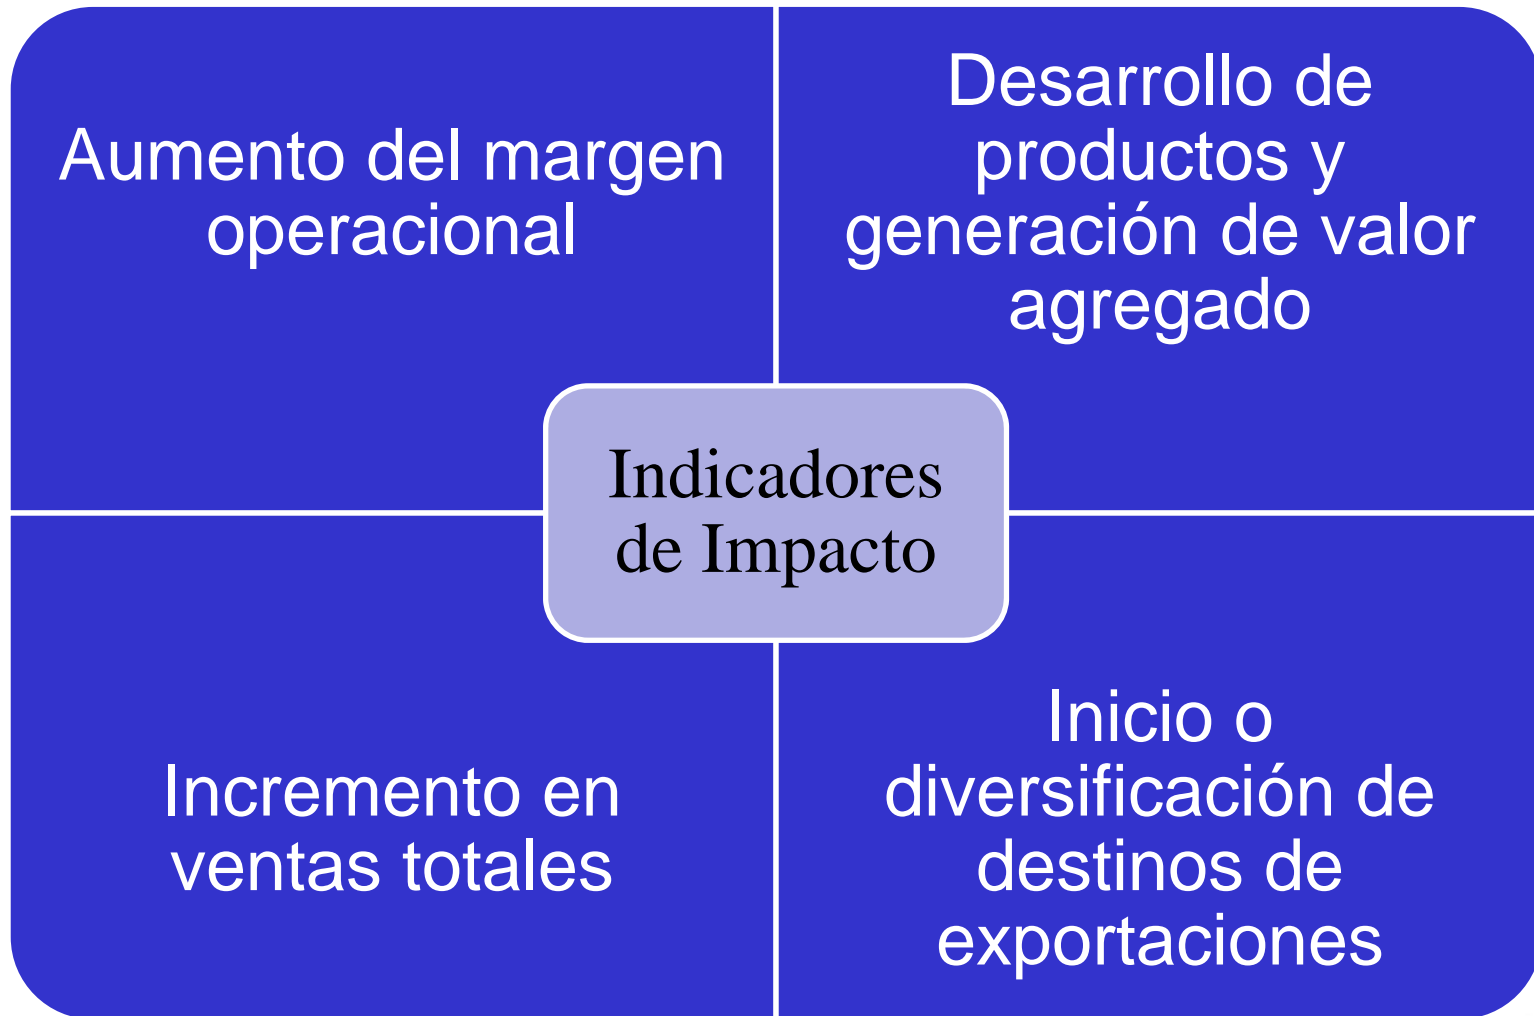 Aumento del margen
operacional
Desarrollo de
productos y
generación de valor
agregado
Indicadores
de Impacto
Incremento en
ventas totales
Inicio o
diversificación de
destinos de
exportaciones